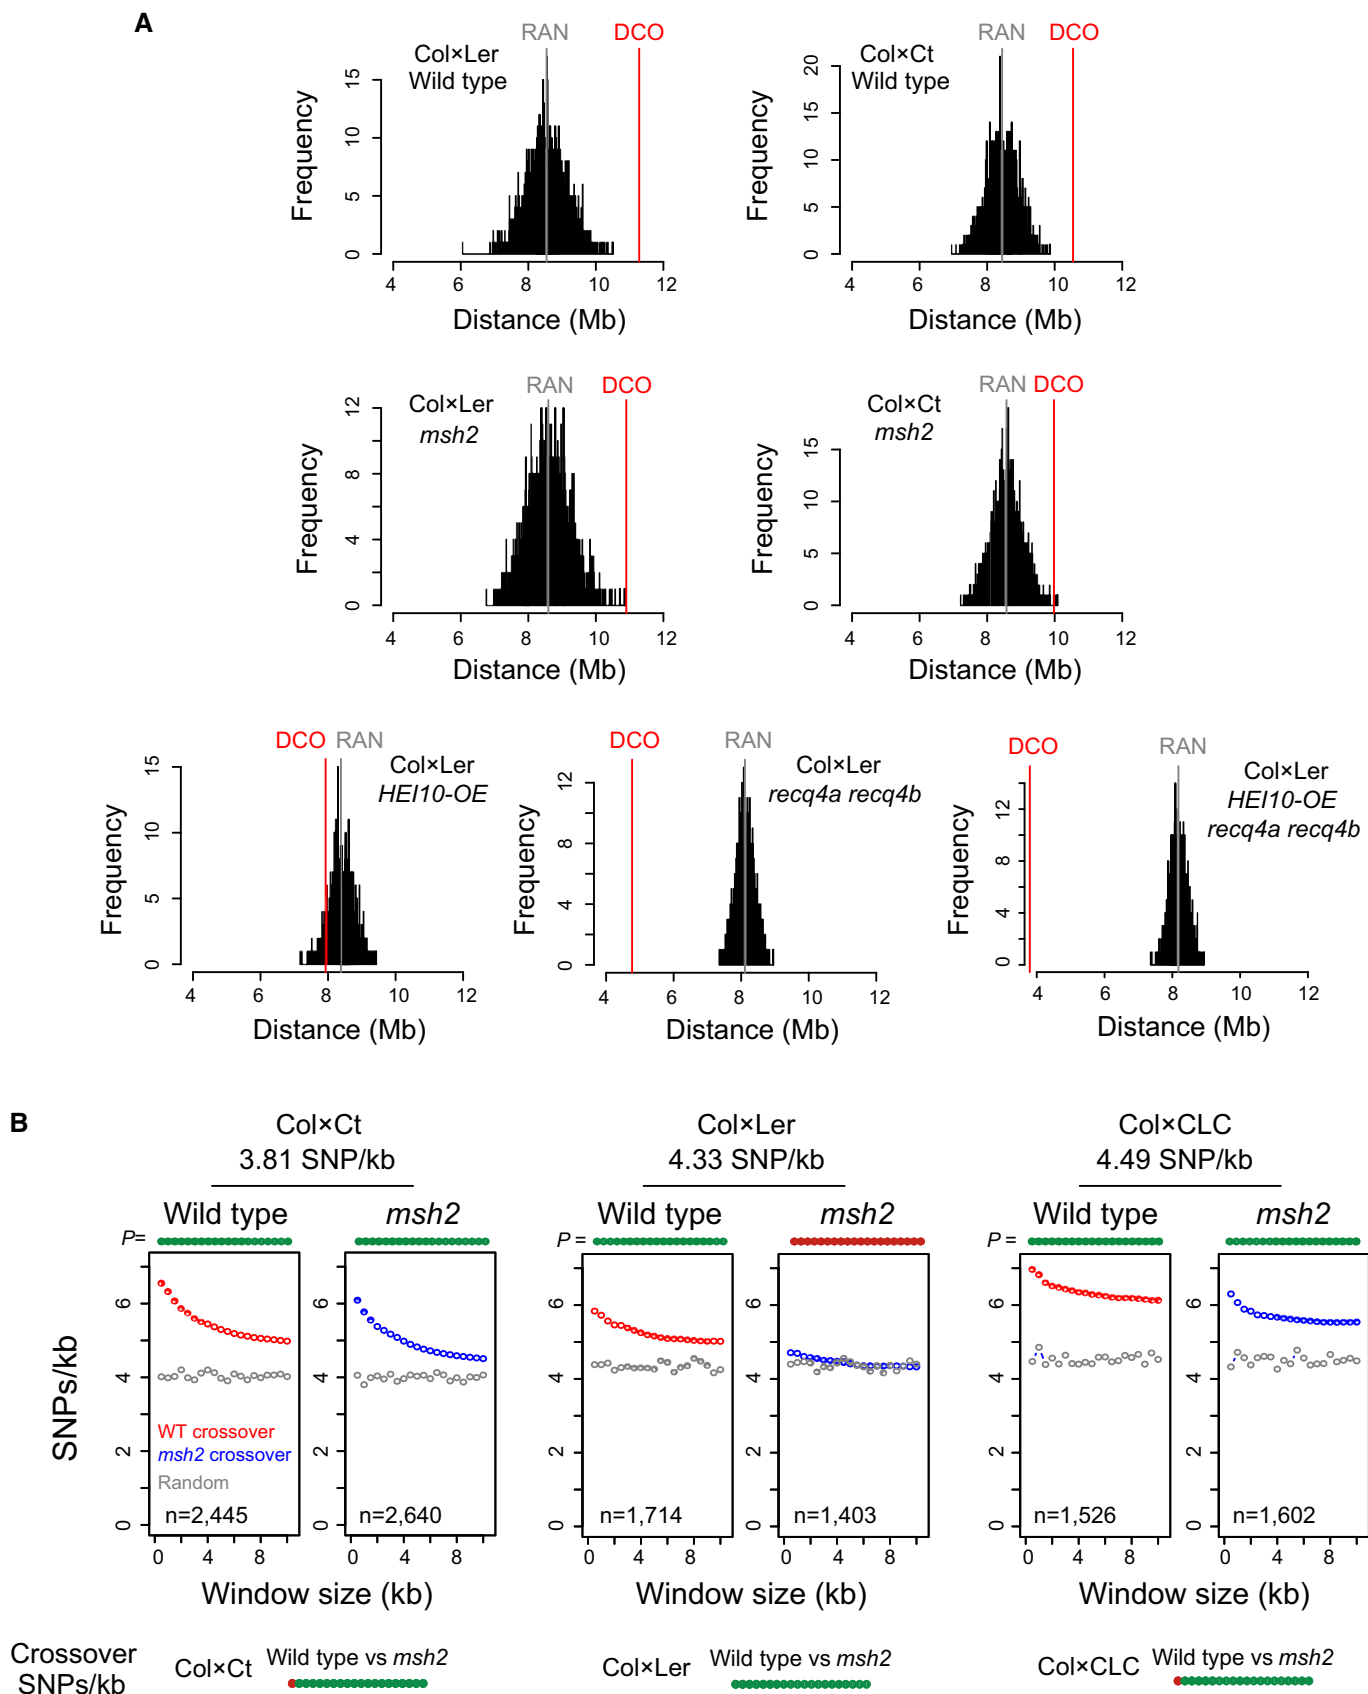 A
Col×Ler
Wild type
RAN
DCO
Frequency
15
10
5
0
4 6 8 10 12
Distance (Mb)
Col×Ct
Wild type
RAN
DCO
Frequency
20
15
10
5
0
4 6 8 10 12
Distance (Mb)
Col×Ler
msh2
RAN
DCO
Frequency
12
8
4
0
4 6 8 10 12
Distance (Mb)
Col×Ct
msh2
RAN
DCO
Frequency
15
10
5
0
4 6 8 10 12
Distance (Mb)
DCO
RAN
Col×Ler
HEI10-OE
Frequency
15
10
5
0
4 6 8 10 12
Distance (Mb)
DCO
RAN
Col×Ler
recq4a recq4b
Frequency
12
8
4
0
4 6 8 10 12
Distance (Mb)
DCO
RAN
Col×Ler
HEI10-OE
recq4a recq4b
Frequency
12
8
4
0
4 6 8 10 12
Distance (Mb)
B
Col×Ct
3.81 SNP/kb
Wild type
msh2
P=
SNPs/kb
6
4
2
0
WT crossover
msh2 crossover
Random
n=2,445
0 4 8
6
4
2
0
n=2,640
0 4 8
Window size (kb)
Col×Ler
4.33 SNP/kb
Wild type
msh2
P =
6
4
2
0
n=1,714
0 4 8
6
4
2
0
n=1,403
0 4 8
Window size (kb)
Col×CLC
4.49 SNP/kb
Wild type
msh2
P =
6
4
2
0
n=1,526
0 4 8
6
4
2
0
n=1,602
0 4 8
Window size (kb)
Crossover
SNPs/kb
Col×Ct
Wild type vs msh2
Col×Ler
Wild type vs msh2
Col×CLC
Wild type vs msh2